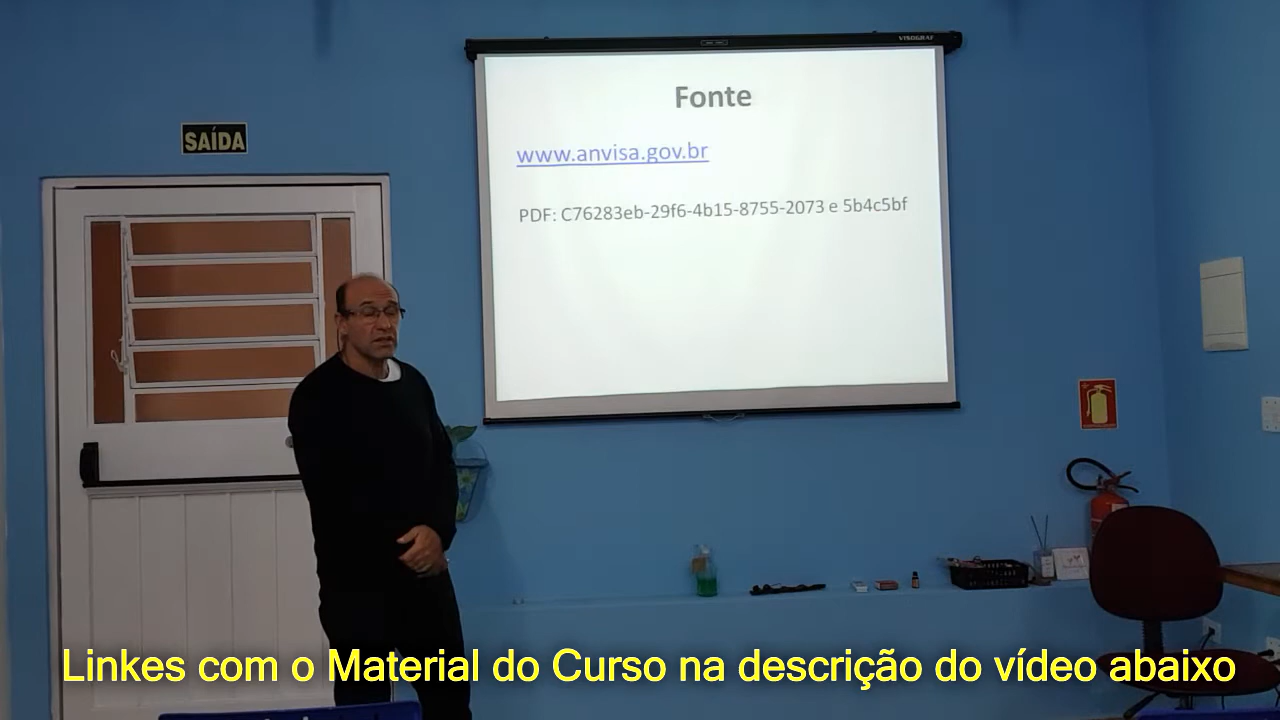 VISOGRAF
Fonte
SAÍDA
www.anvisa.gov.br
PDF: C76283eb-29f6-4b15-8755-2073 e 5b4c5bf
Linkes com o Material do Curso na descrição do vídeo abaixo